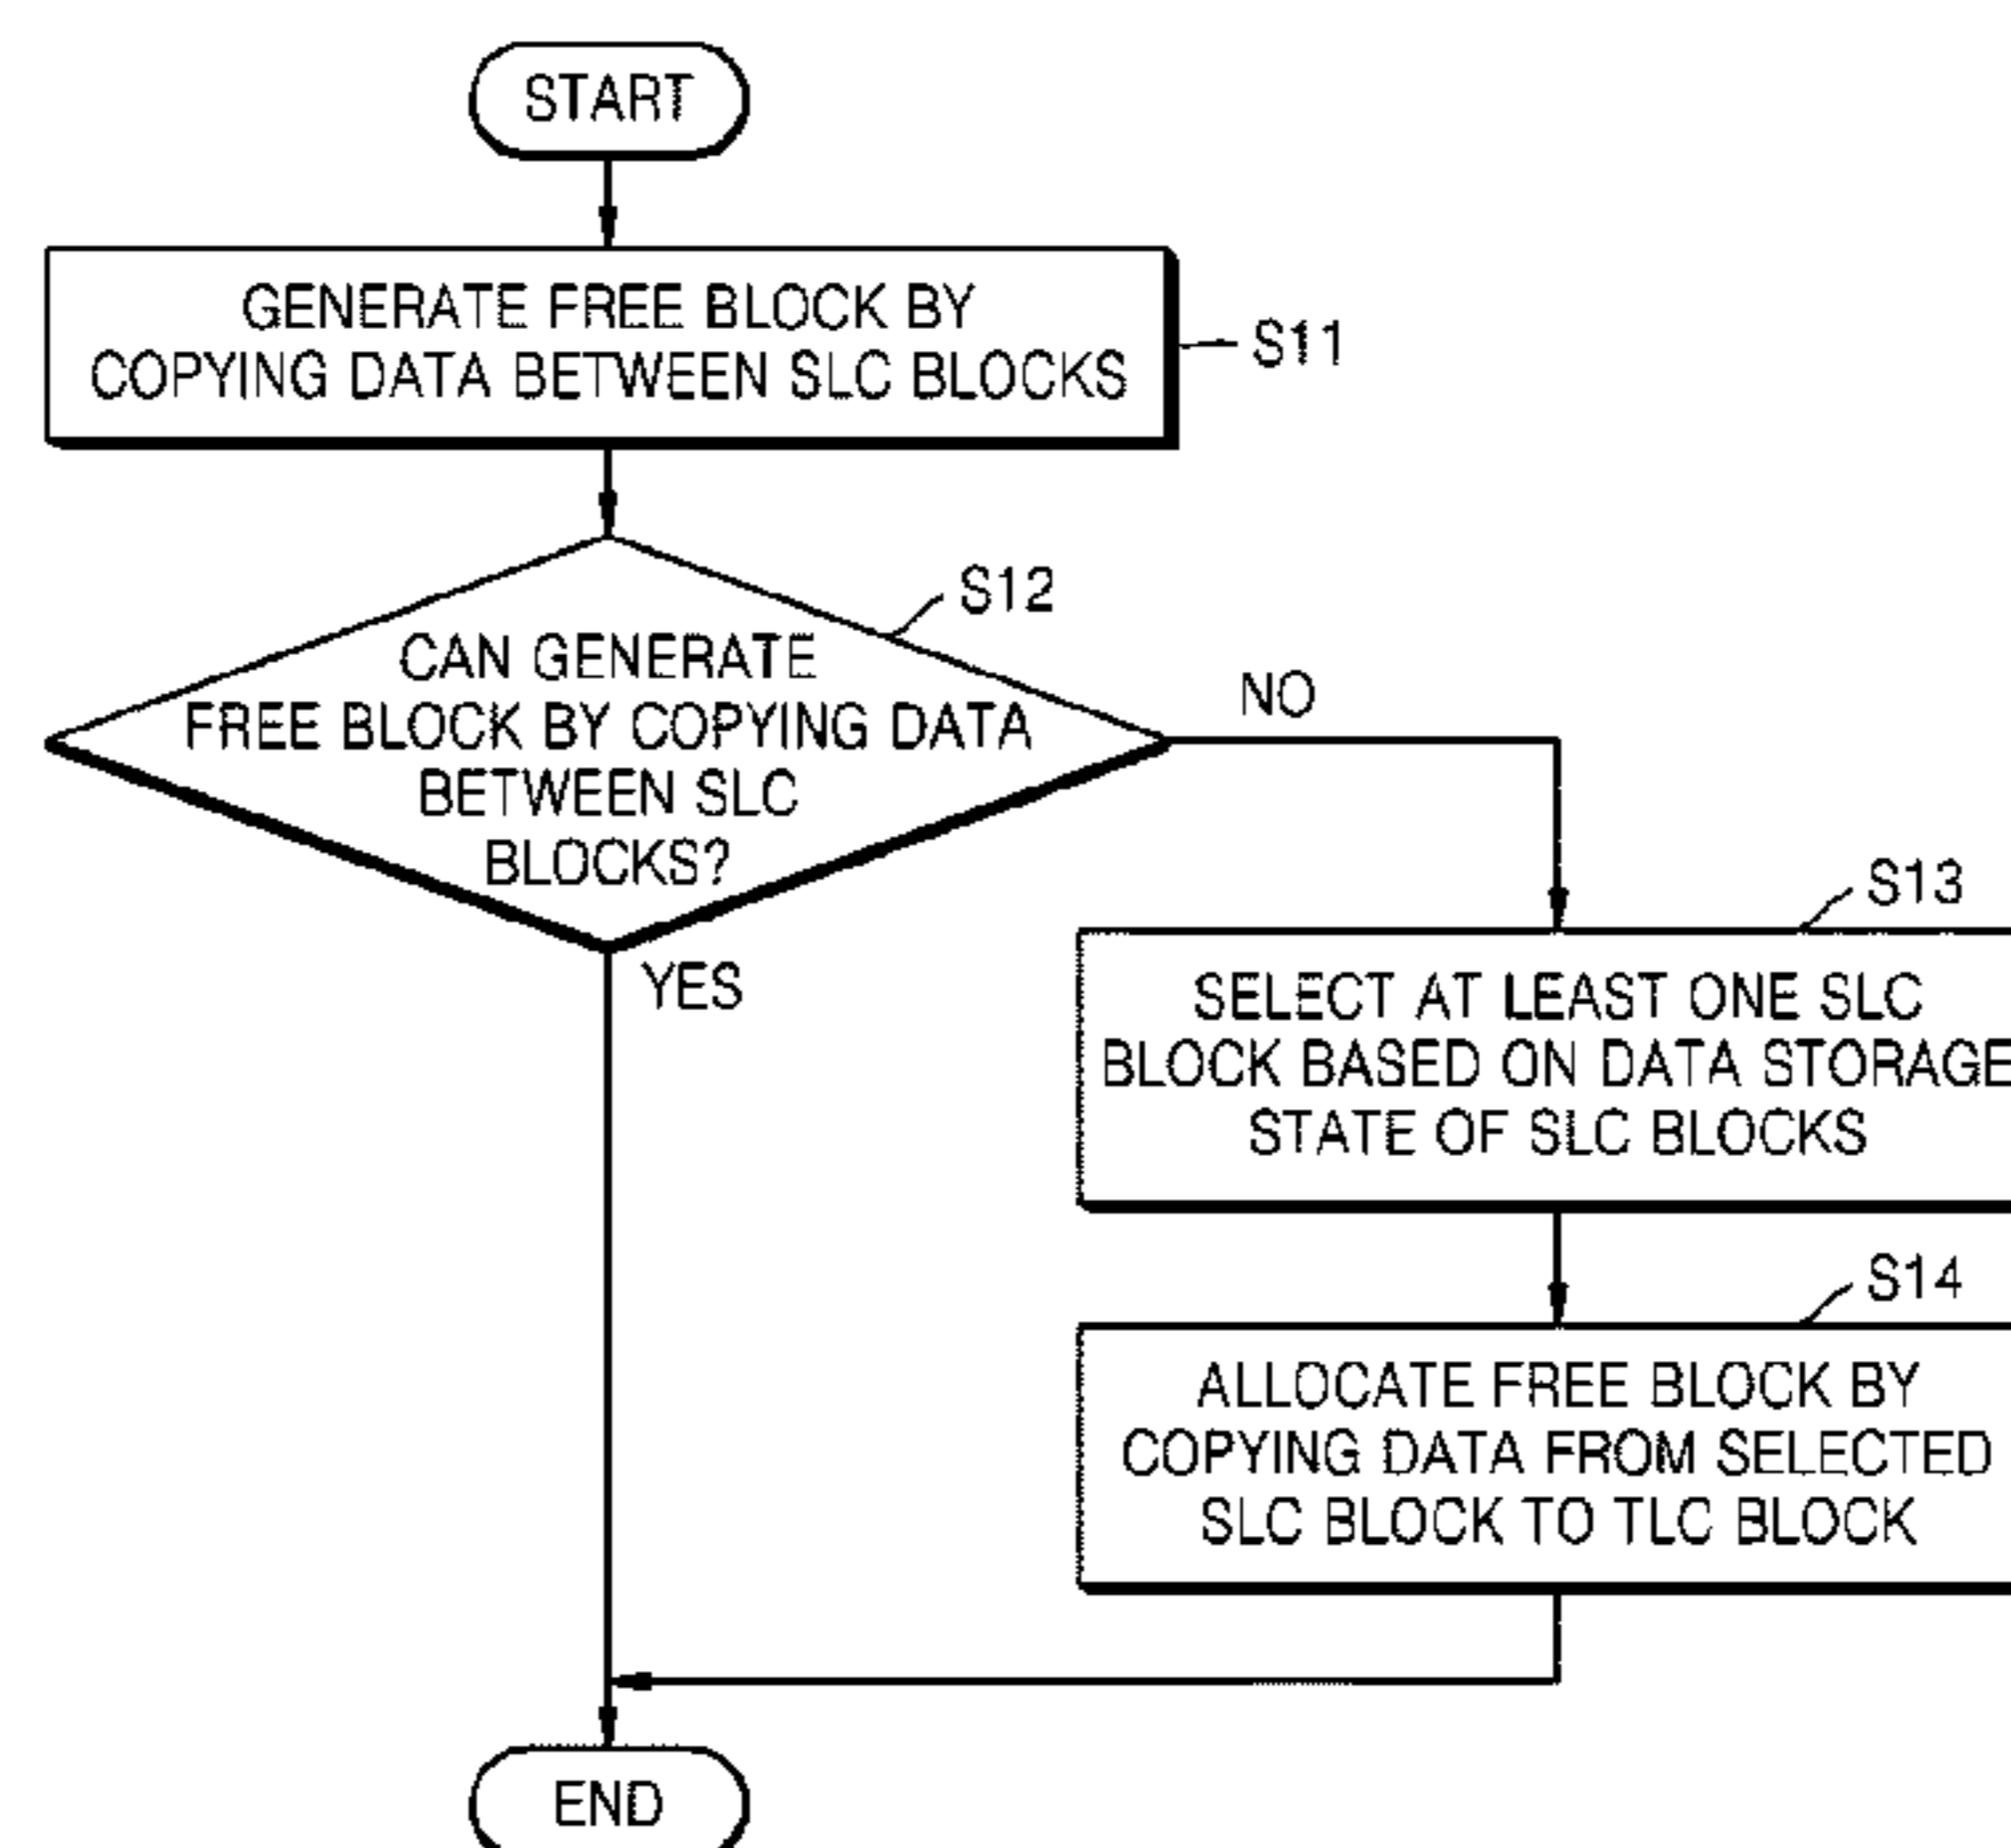 START
GENERATE FREE BLOCK BY
COPYING DATA BETWEEN SLC BLOCKS
S11
S12
CAN GENERATE
FREE BLOCK BY COPYING DATA
BETWEEN SLC
BLOCKS?
NO
YES
S13
SELECT AT LEAST ONE SLC
BLOCK BASED ON DATA STORAGE
STATE OF SLC BLOCKS
S14
ALLOCATE FREE BLOCK BY
COPYING DATA FROM SELECTED
SLC BLOCK TO TLC BLOCK
END